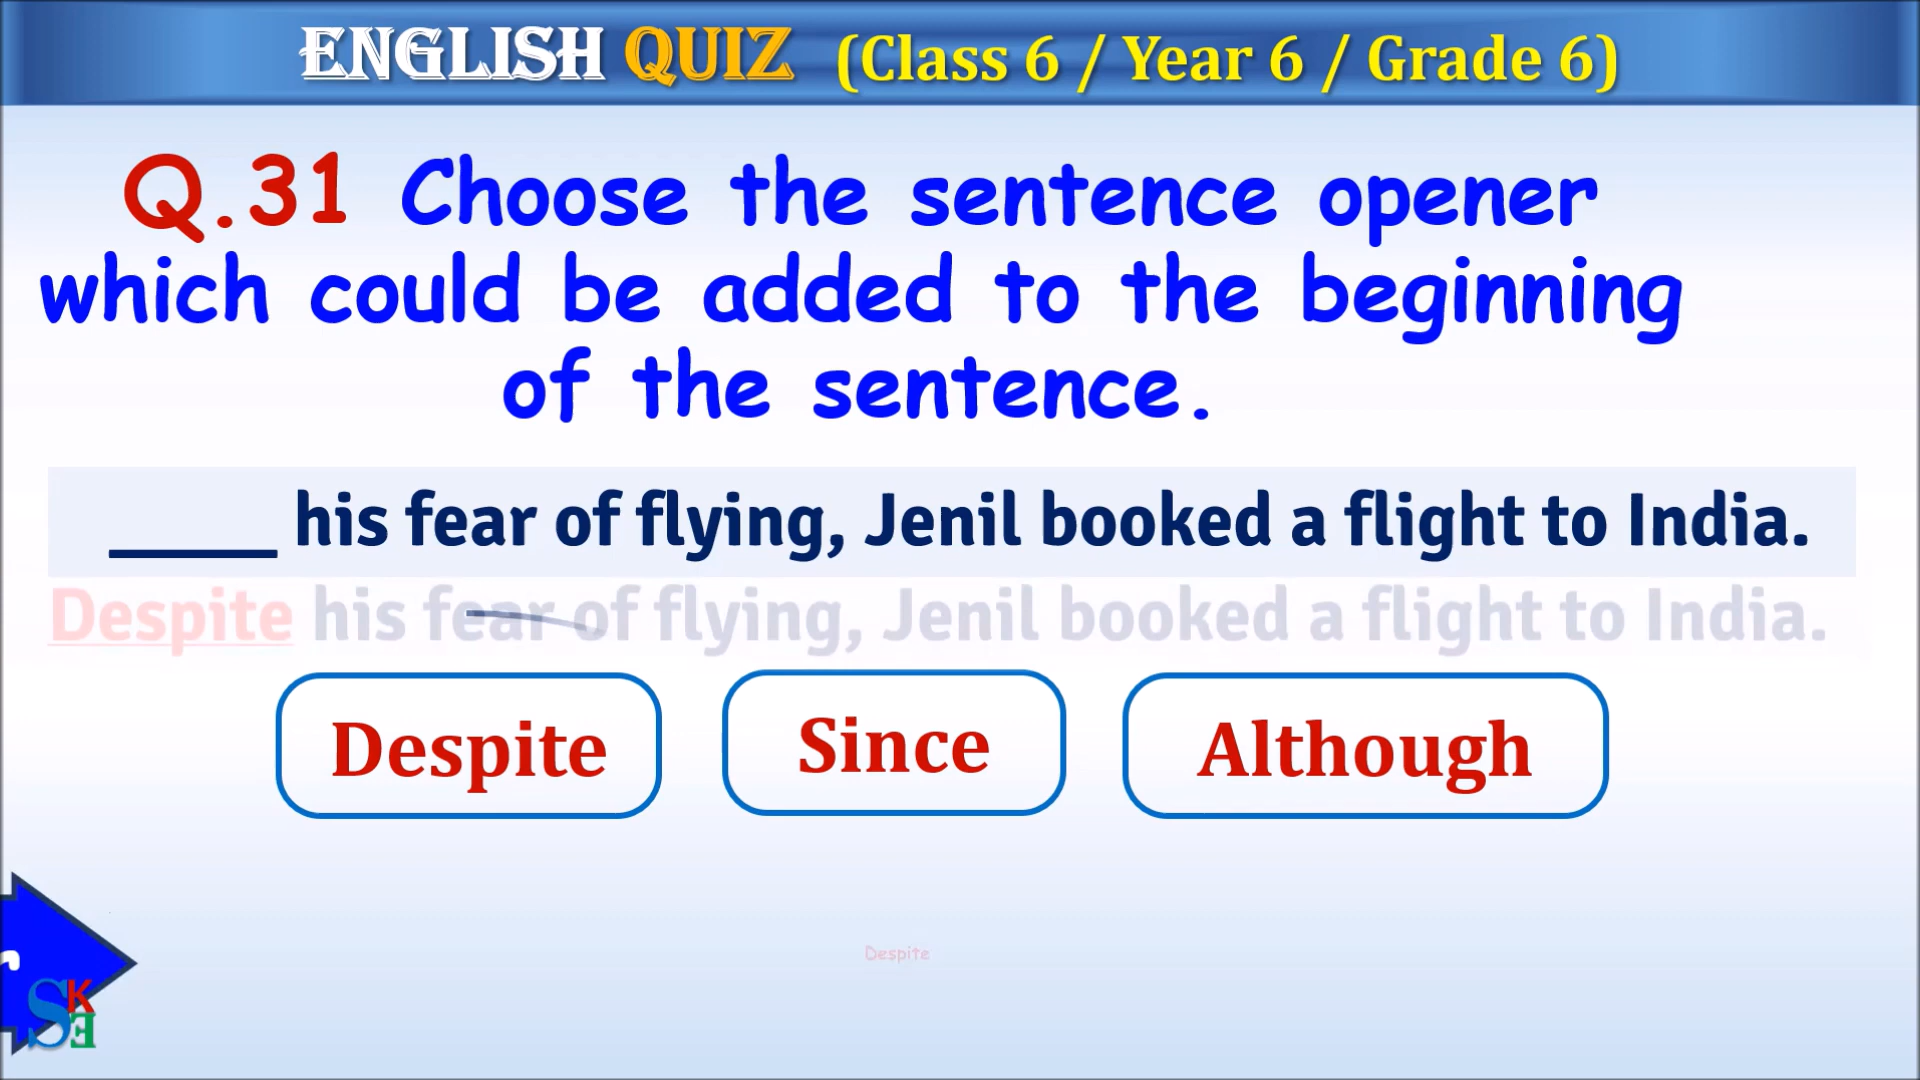 ENGLISH QUIZ (Class 6 / Year 6 / Grade 6)
Q.31 Choose the sentence opener
which could be added to the beginning
of the sentence.
_____ his fear of flying, Jenil booked a flight to India.
Despite his fear of flying, Jenil booked a flight to India.
Despite Since Although
Despite
SKE